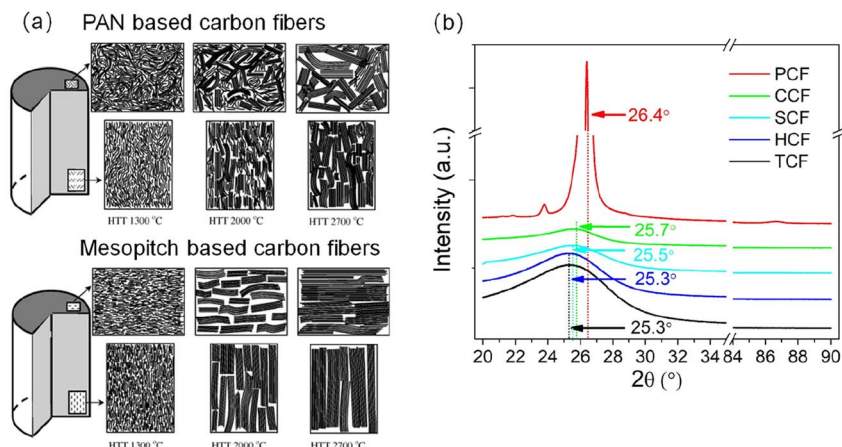 (a)
PAN based carbon fibers
HTT 1300 °C
HTT 2000 °C
HTT 2700 °C
Mesopitch based carbon fibers
HTT 1300 °C
HTT 2000 °C
HTT 2700 °C
(b)
Intensity (a.u.)
26.4°
25.7°
25.5°
25.3°
25.3°
PCF
CCF
SCF
HCF
TCF
20 22 24 26 28 30 32 34 84 86 88 90
2θ (°)